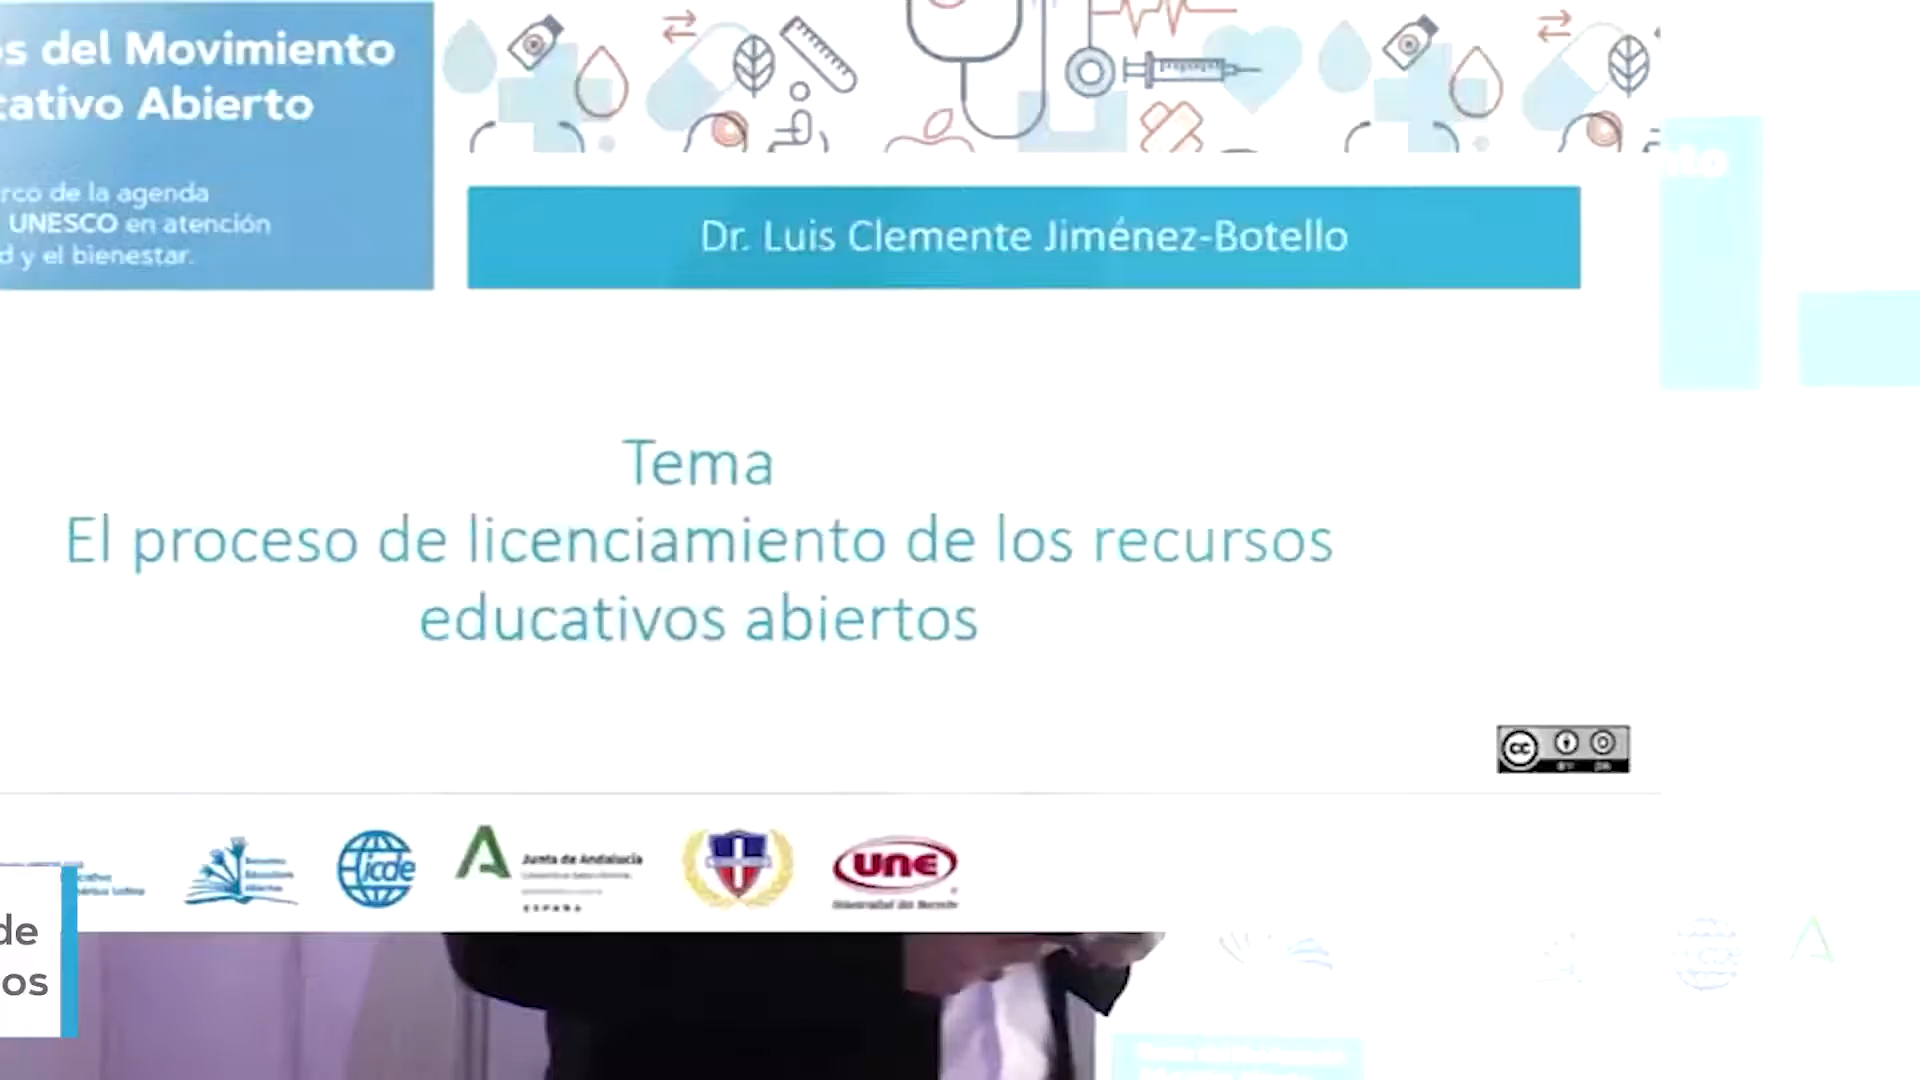 s del Movimiento
cativo Abierto
rco de la agenda
UNESCO en atención
d y el bienestar.
Dr. Luis Clemente Jiménez-Botello
Tema
El proceso de licenciamiento de los recursos
educativos abiertos
cc
BY
icde
Junta de Andalucía
ESPAÑA
UNE
de
os